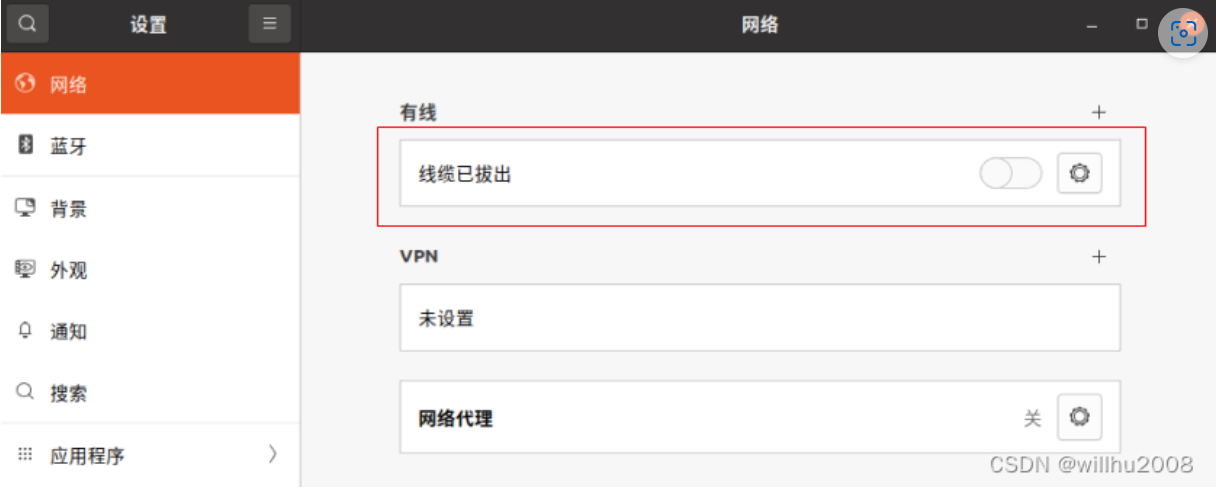 设置
网络
网络
蓝牙
背景
外观
通知
搜索
应用程序
有线
线缆已拔出
VPN
未设置
网络代理 关
CSDN @willhu2008